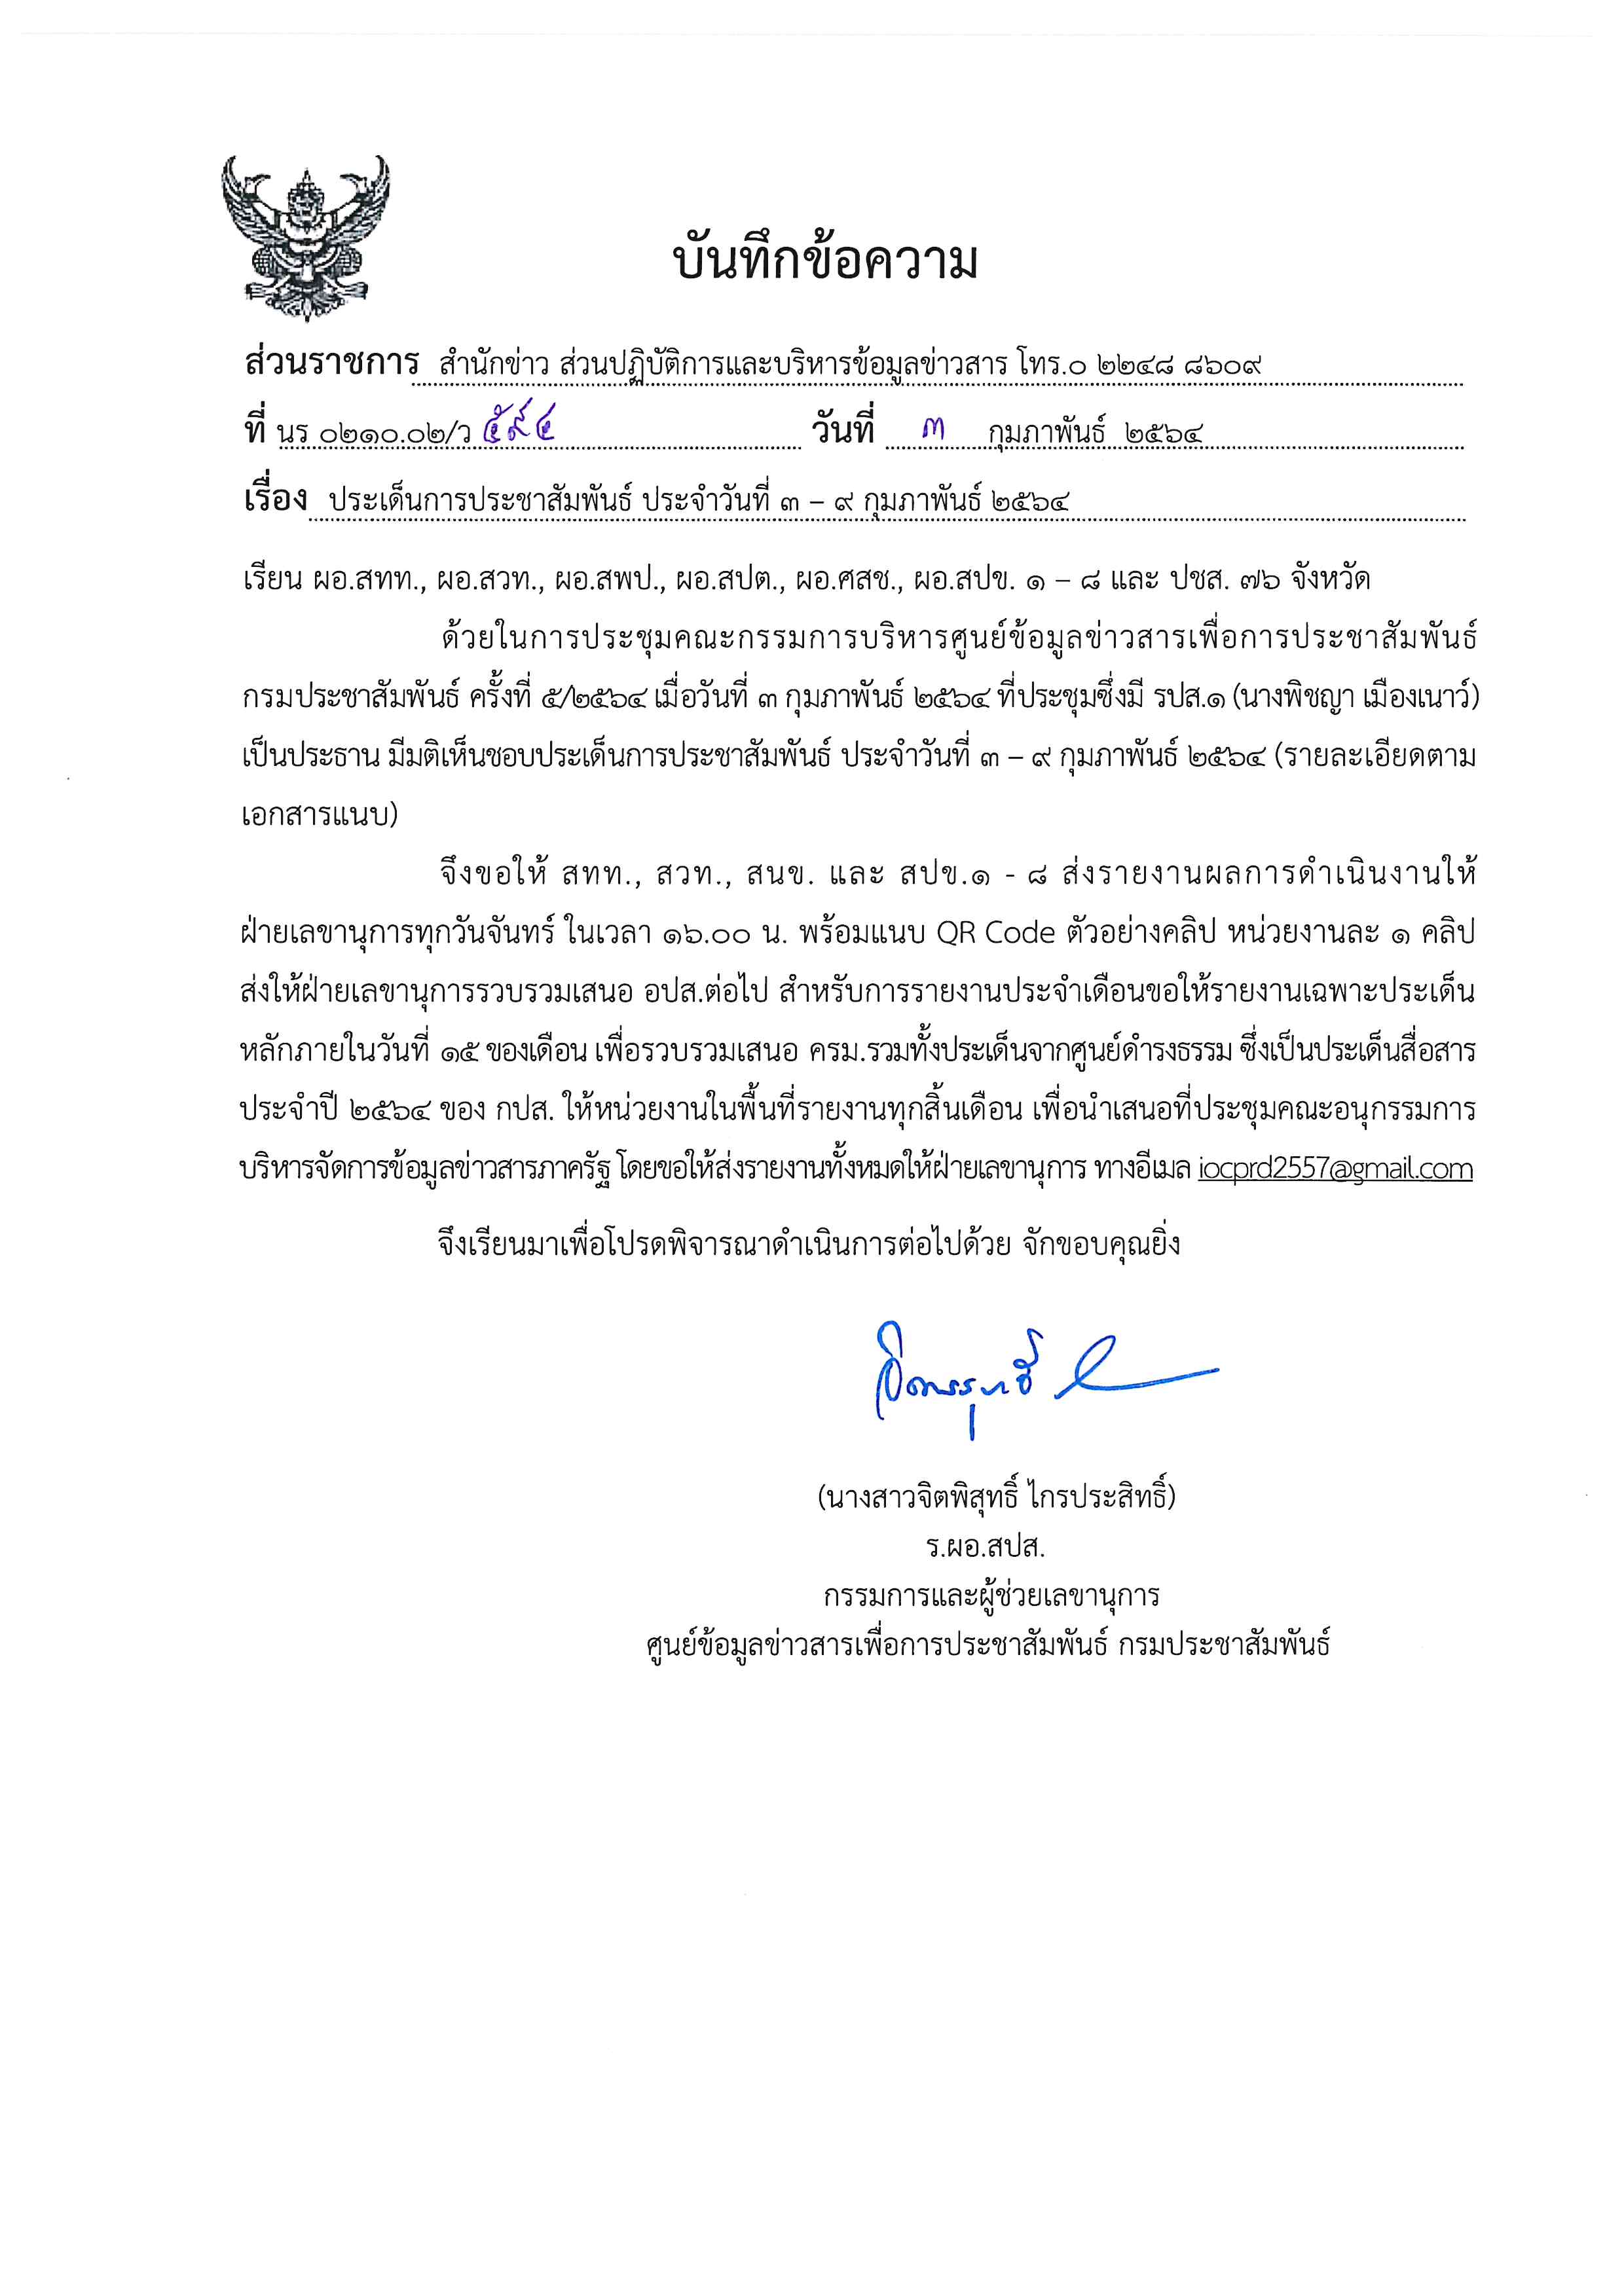 บันทึกข้อความ
ส่วนราชการ สำนักข่าว ส่วนปฏิบัติการและบริหารข้อมูลข่าวสาร โทร.๐ ๒๒๔๘ ๘๖๐๙
ที่ นร ๐๒๑๐.๐๒/ว ๕๙๔ วันที่ ๓ กุมภาพันธ์ ๒๕๖๔
เรื่อง ประเด็นการประชาสัมพันธ์ ประจำวันที่ ๓ – ๙ กุมภาพันธ์ ๒๕๖๔
เรียน ผอ.สทท., ผอ.สวท., ผอ.สพป., ผอ.สปต., ผอ.ศสช., ผอ.สปข. ๑ – ๘ และ ปชส. ๗๖ จังหวัด
ด้วยในการประชุมคณะกรรมการบริหารศูนย์ข้อมูลข่าวสารเพื่อการประชาสัมพันธ์
กรมประชาสัมพันธ์ ครั้งที่ ๕/๒๕๖๔ เมื่อวันที่ ๓ กุมภาพันธ์ ๒๕๖๔ ที่ประชุมซึ่งมี รปส.๑ (นางพิชญา เมืองเนาว์)
เป็นประธาน มีมติเห็นชอบประเด็นการประชาสัมพันธ์ ประจำวันที่ ๓ – ๙ กุมภาพันธ์ ๒๕๖๔ (รายละเอียดตาม
เอกสารแนบ)
จึงขอให้ สทท., สวท., สนข. และ สปข.๑ - ๘ ส่งรายงานผลการดำเนินงานให้
ฝ่ายเลขานุการทุกวันจันทร์ ในเวลา ๑๖.๐๐ น. พร้อมแนบ QR Code ตัวอย่างคลิป หน่วยงานละ ๑ คลิป
ส่งให้ฝ่ายเลขานุการรวบรวมเสนอ อปส.ต่อไป สำหรับการรายงานประจำเดือนขอให้รายงานเฉพาะประเด็น
หลักภายในวันที่ ๑๕ ของเดือน เพื่อรวบรวมเสนอ ครม.รวมทั้งประเด็นจากศูนย์ดำรงธรรม ซึ่งเป็นประเด็นสื่อสาร
ประจำปี ๒๕๖๔ ของ กปส. ให้หน่วยงานในพื้นที่รายงานทุกสิ้นเดือน เพื่อนำเสนอที่ประชุมคณะอนุกรรมการ
บริหารจัดการข้อมูลข่าวสารภาครัฐ โดยขอให้ส่งรายงานทั้งหมดให้ฝ่ายเลขานุการ ทางอีเมล iocprd2557@gmail.com
จึงเรียนมาเพื่อโปรดพิจารณาดำเนินการต่อไปด้วย จักขอบคุณยิ่ง
(นางสาวจิตพิสุทธิ์ ไกรประสิทธิ์)
ร.ผอ.สปส.
กรรมการและผู้ช่วยเลขานุการ
ศูนย์ข้อมูลข่าวสารเพื่อการประชาสัมพันธ์ กรมประชาสัมพันธ์